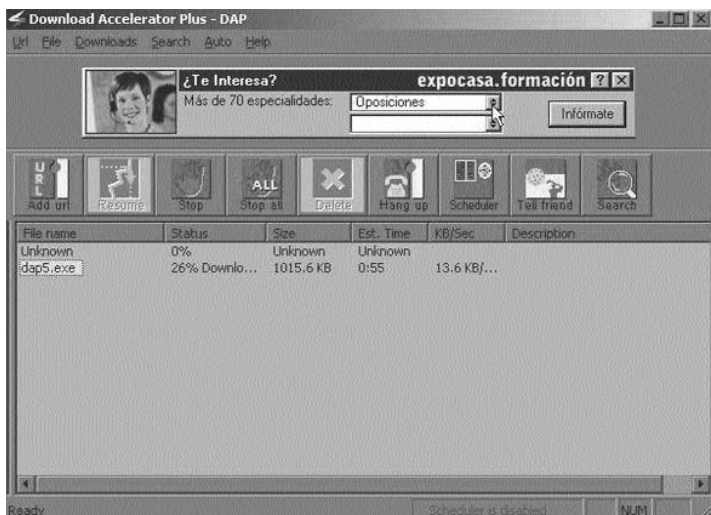 Download Accelerator Plus - DAP
Url File Downloads Search Auto Help
¿Te Interesa? expocasa.formación ? X
Más de 70 especialidades: Oposiciones
Infórmate
URL ALL
Add url Resume Stop Stop all Delete Hang up Scheduler Tell friend Search
File name Status Size Est. Time KB/Sec Description
Unknown 0% Unknown Unknown
dap5.exe 26% Downlo... 1015.6 KB 0:55 13.6 KB/...
Ready Scheduler is disabled NUM